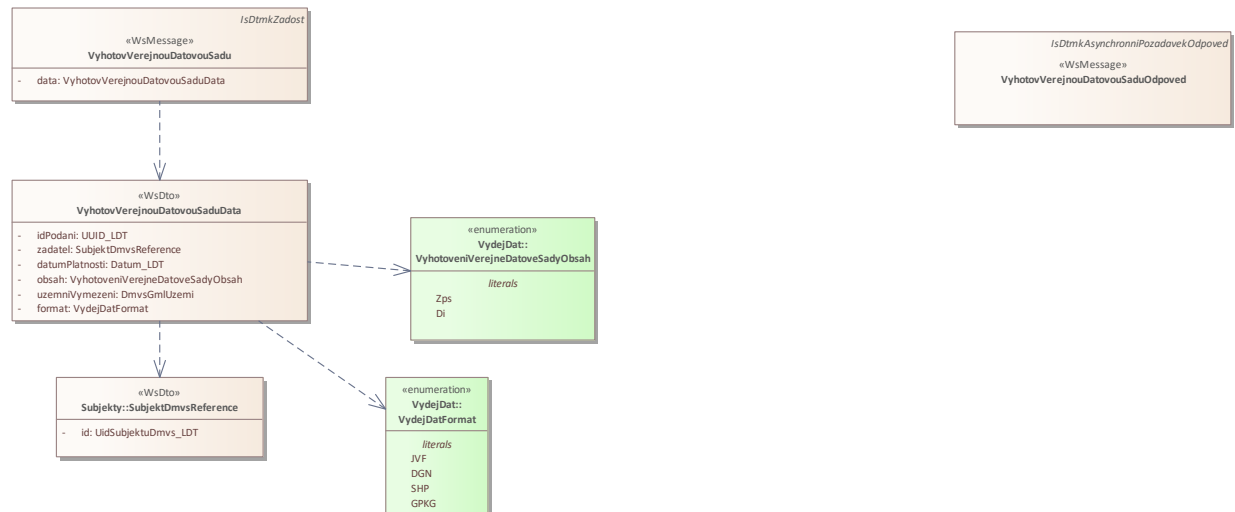 IsDtmkZadost
«WsMessage»
VyhotovVerejnouDatovouSadu
- data: VyhotovVerejnouDatovouSaduData
IsDtmkAsynchronniPozadavekOdpoved
«WsMessage»
VyhotovVerejnouDatovouSaduOdpoved
«WsDto»
VyhotovVerejnouDatovouSaduData
- idPodani: UUID_LDT
- zadatel: SubjektDmvsReference
- datumPlatnosti: Datum_LDT
- obsah: VyhotoveniVerejneDatoveSadyObsah
- uzemniVymezeni: DmvsGmlUzemi
- format: VydejDatFormat
«enumeration»
VydejDat::
VyhotoveniVerejneDatoveSadyObsah
literals
Zps
Di
«WsDto»
Subjekty::SubjektDmvsReference
- id: UidSubjektuDmvs_LDT
«enumeration»
VydejDat::
VydejDatFormat
literals
JVF
DGN
SHP
GPKG